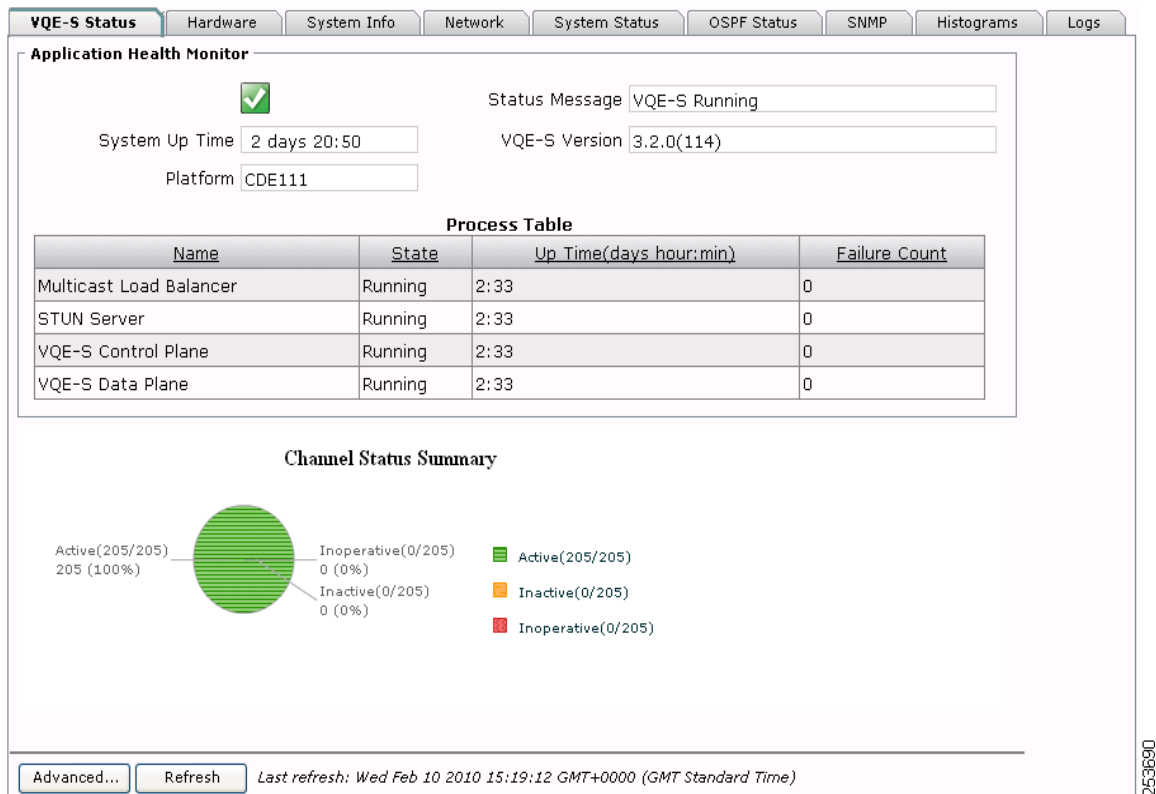 VQE-S Status Hardware System Info Network System Status OSPF Status SNMP Histograms Logs
Application Health Monitor
Status Message VQE-S Running
System Up Time 2 days 20:50 VQE-S Version 3.2.0(114)
Platform CDE111
Process Table
Name State Up Time(days hour:min) Failure Count
Multicast Load Balancer Running 2:33 0
STUN Server Running 2:33 0
VQE-S Control Plane Running 2:33 0
VQE-S Data Plane Running 2:33 0
Channel Status Summary
Active(205/205)
205 (100%)
Inoperative(0/205)
0 (0%)
Inactive(0/205)
0 (0%)
Active(205/205)
Inactive(0/205)
Inoperative(0/205)
Advanced... Refresh Last refresh: Wed Feb 10 2010 15:19:12 GMT+0000 (GMT Standard Time)
253690